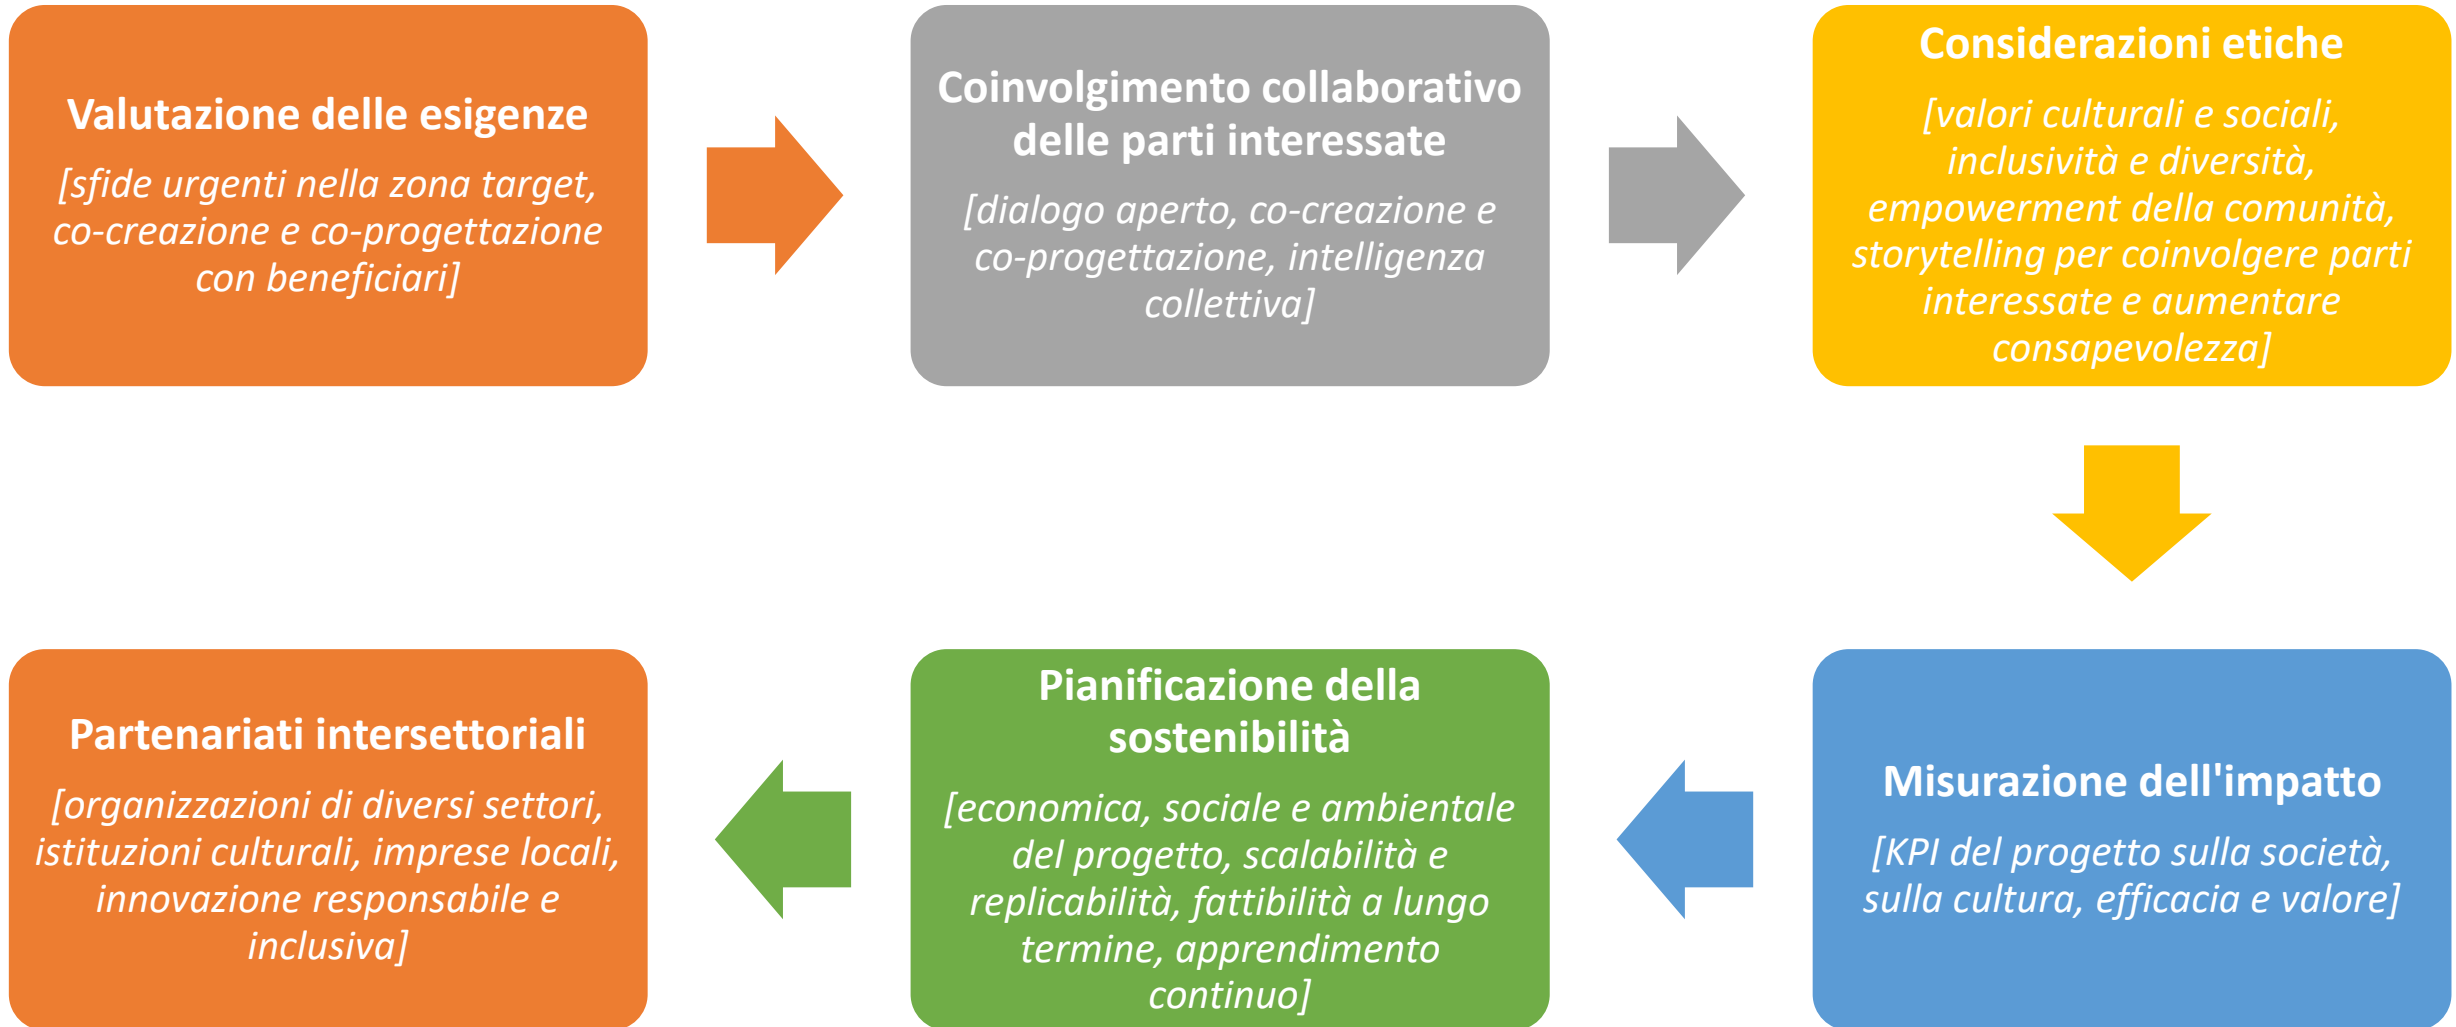 Valutazione delle esigenze
[sfide urgenti nella zona target,
co-creazione e co-progettazione
con beneficiari]
Coinvolgimento collaborativo
delle parti interessate
[dialogo aperto, co-creazione e
co-progettazione, intelligenza
collettiva]
Considerazioni etiche
[valori culturali e sociali,
inclusività e diversità,
empowerment della comunità,
storytelling per coinvolgere parti
interessate e aumentare
consapevolezza]
Misurazione dell'impatto
[KPI del progetto sulla società,
sulla cultura, efficacia e valore]
Pianificazione della
sostenibilità
[economica, sociale e ambientale
del progetto, scalabilità e
replicabilità, fattibilità a lungo
termine, apprendimento
continuo]
Partenariati intersettoriali
[organizzazioni di diversi settori,
istituzioni culturali, imprese locali,
innovazione responsabile e
inclusiva]